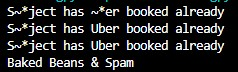 S~*ject has ~*er booked already
S~*ject has Uber booked already
S~*ject has Uber booked already
Baked Beans & Spam